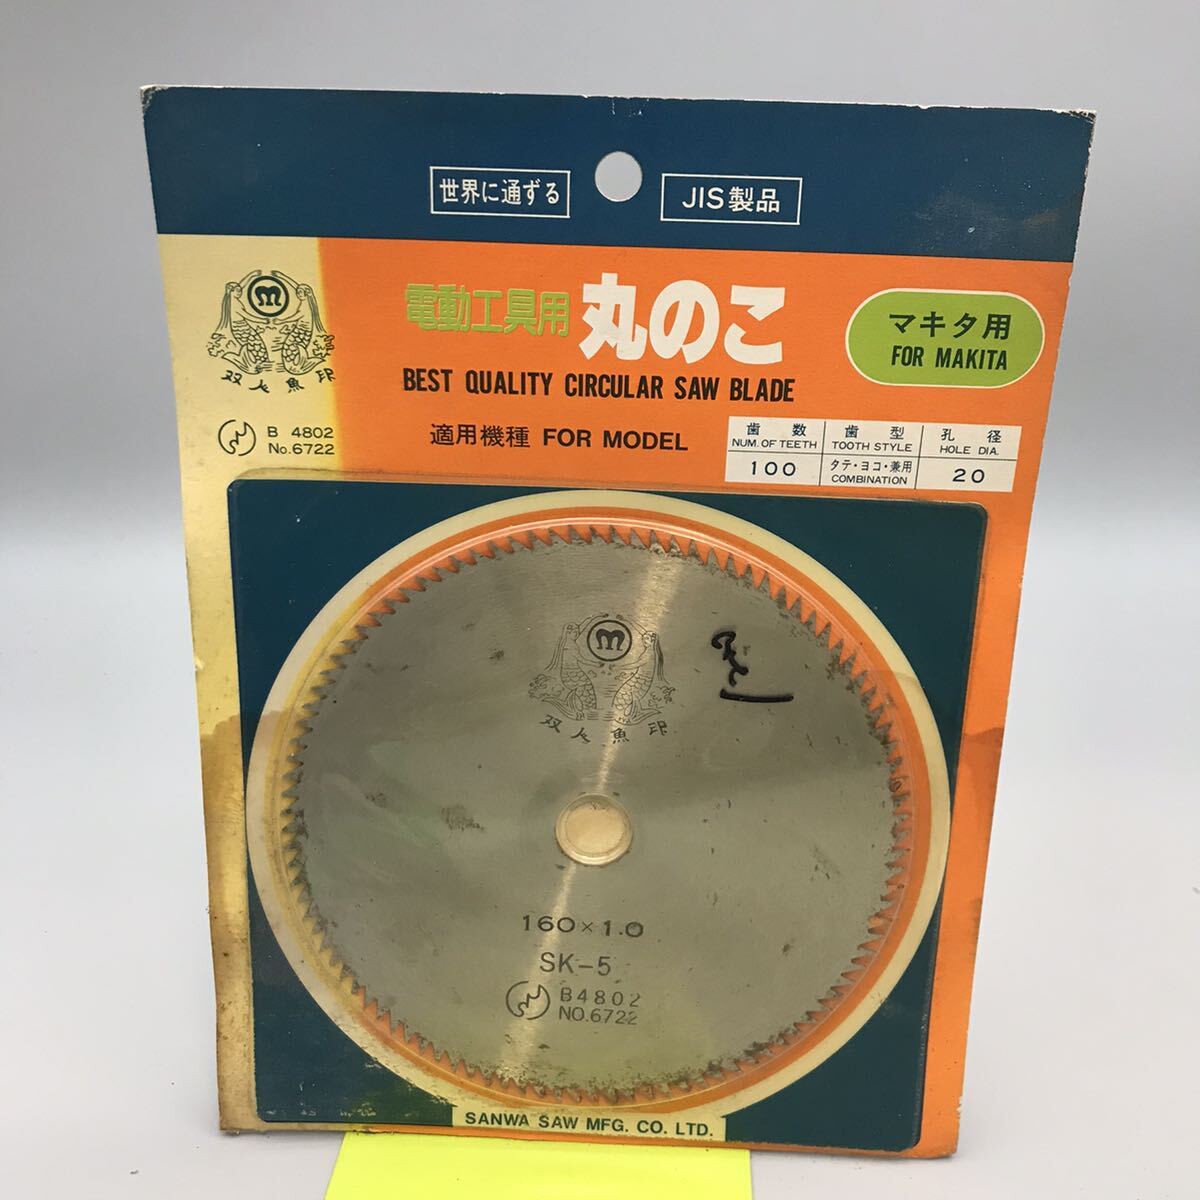 世界に通ずる
JIS製品
電動工具用 丸のこ
マキタ用
FOR MAKITA
BEST QUALITY CIRCULAR SAW BLADE
m
双人魚印
B 4802
No.6722
適用機種 FOR MODEL
歯数 歯型 孔径
NUM. OF TEETH TOOTH STYLE HOLE DIA.
100 タテ・ヨコ・兼用 20
COMBINATION
m
双人魚印
160×1.0
SK-5
B4802
NO.6722
SANWA SAW MFG. CO. LTD.